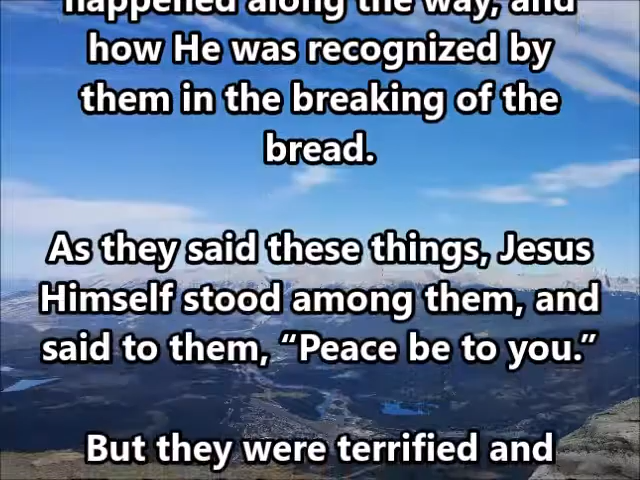 happened along the way, and
how He was recognized by
them in the breaking of the
bread.
As they said these things, Jesus
Himself stood among them, and
said to them, “Peace be to you.”
But they were terrified and